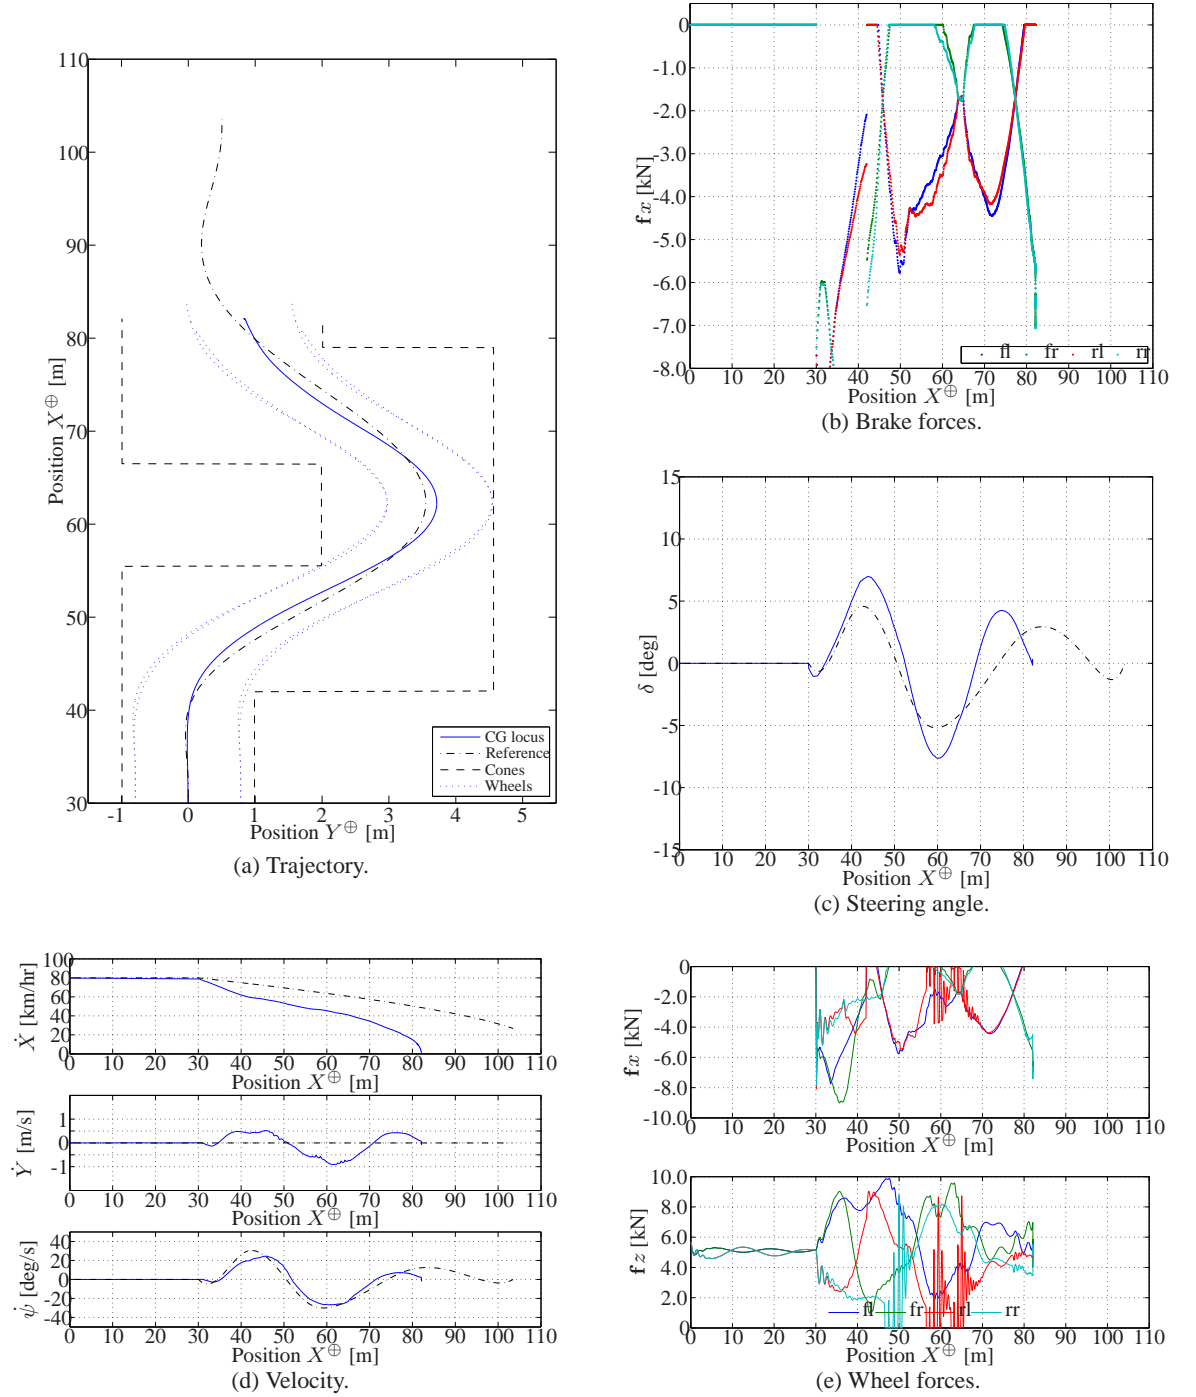 110
100
90
80
70
60
50
40
30
Position X⊕ [m]
-1 0 1 2 3 4 5
Position Y⊕ [m]
CG locus
Reference
Cones
Wheels
(a) Trajectory.
0
-1.0
-2.0
-3.0
-4.0
-5.0
-6.0
-7.0
-8.0
fx [kN]
fl fr rl rr
0 10 20 30 40 50 60 70 80 90 100 110
Position X⊕ [m]
(b) Brake forces.
15
10
5
0
-5
-10
-15
δ [deg]
0 10 20 30 40 50 60 70 80 90 100 110
Position X⊕ [m]
(c) Steering angle.
100
80
60
40
20
0
Ẋ [km/hr]
0 10 20 30 40 50 60 70 80 90 100 110
Position X⊕ [m]
1
0
-1
Ẏ [m/s]
0 10 20 30 40 50 60 70 80 90 100 110
Position X⊕ [m]
40
20
0
-20
-40
ψ̇ [deg/s]
0 10 20 30 40 50 60 70 80 90 100 110
Position X⊕ [m]
(d) Velocity.
0
-2.0
-4.0
-6.0
-8.0
-10.0
fx [kN]
0 10 20 30 40 50 60 70 80 90 100 110
Position X⊕ [m]
10.0
8.0
6.0
4.0
2.0
0
fz [kN]
fl fr rl rr
0 10 20 30 40 50 60 70 80 90 100 110
Position X⊕ [m]
(e) Wheel forces.